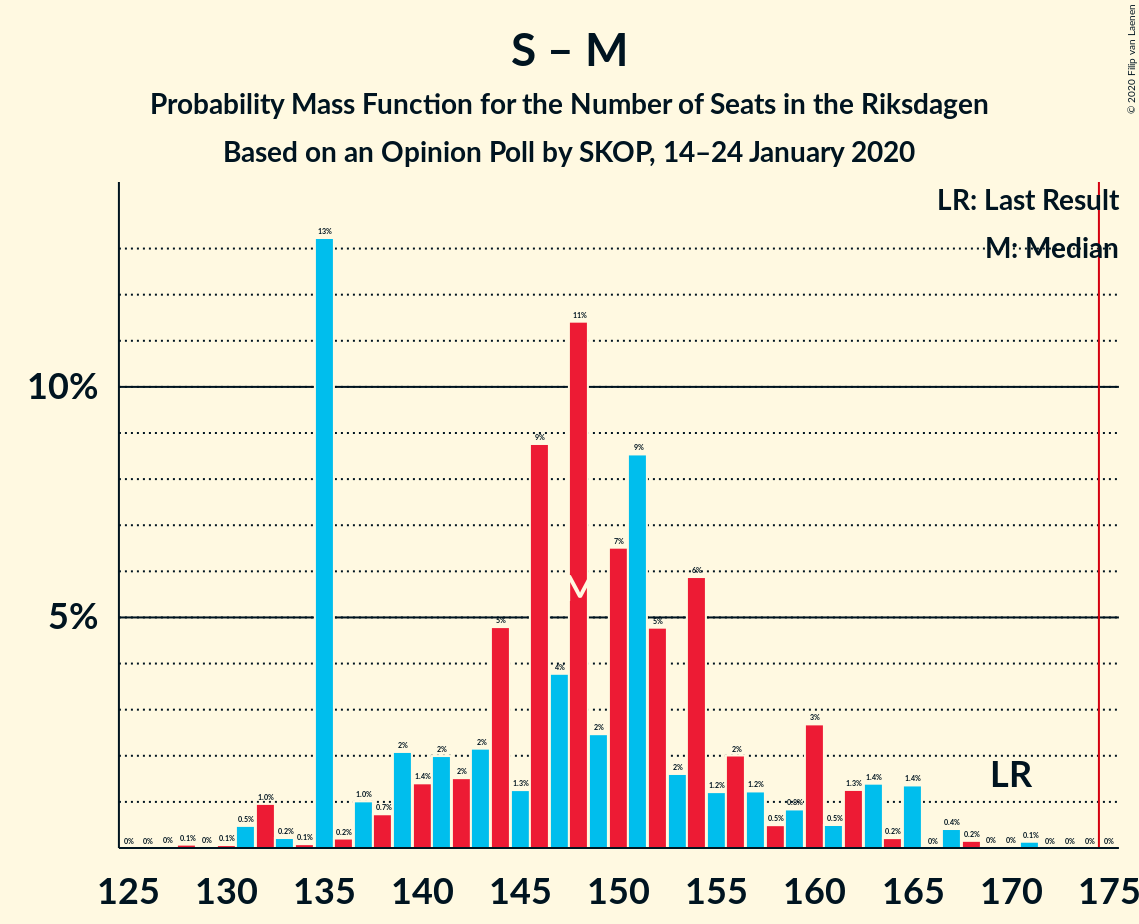 © 2020 Filip van Laenen
S – M
Probability Mass Function for the Number of Seats in the Riksdagen
Based on an Opinion Poll by SKOP, 14–24 January 2020
LR: Last Result
M: Median
10%
5%
0% 0% 0% 0.1% 0% 0.1% 0.5% 1.0% 0.2% 0.1% 13% 0.2% 1.0% 0.7% 2% 1.4% 2% 2% 2% 5% 1.3% 9% 4% 11% 2% 7% 9% 5% 2% 6% 1.2% 2% 1.2% 0.5% 0.8% 3% 0.5% 1.3% 1.4% 0.2% 1.4% 0% 0.4% 0.2% 0% 0% 0.1% 0% 0% 0% 0%
M
LR
125 130 135 140 145 150 155 160 165 170 175